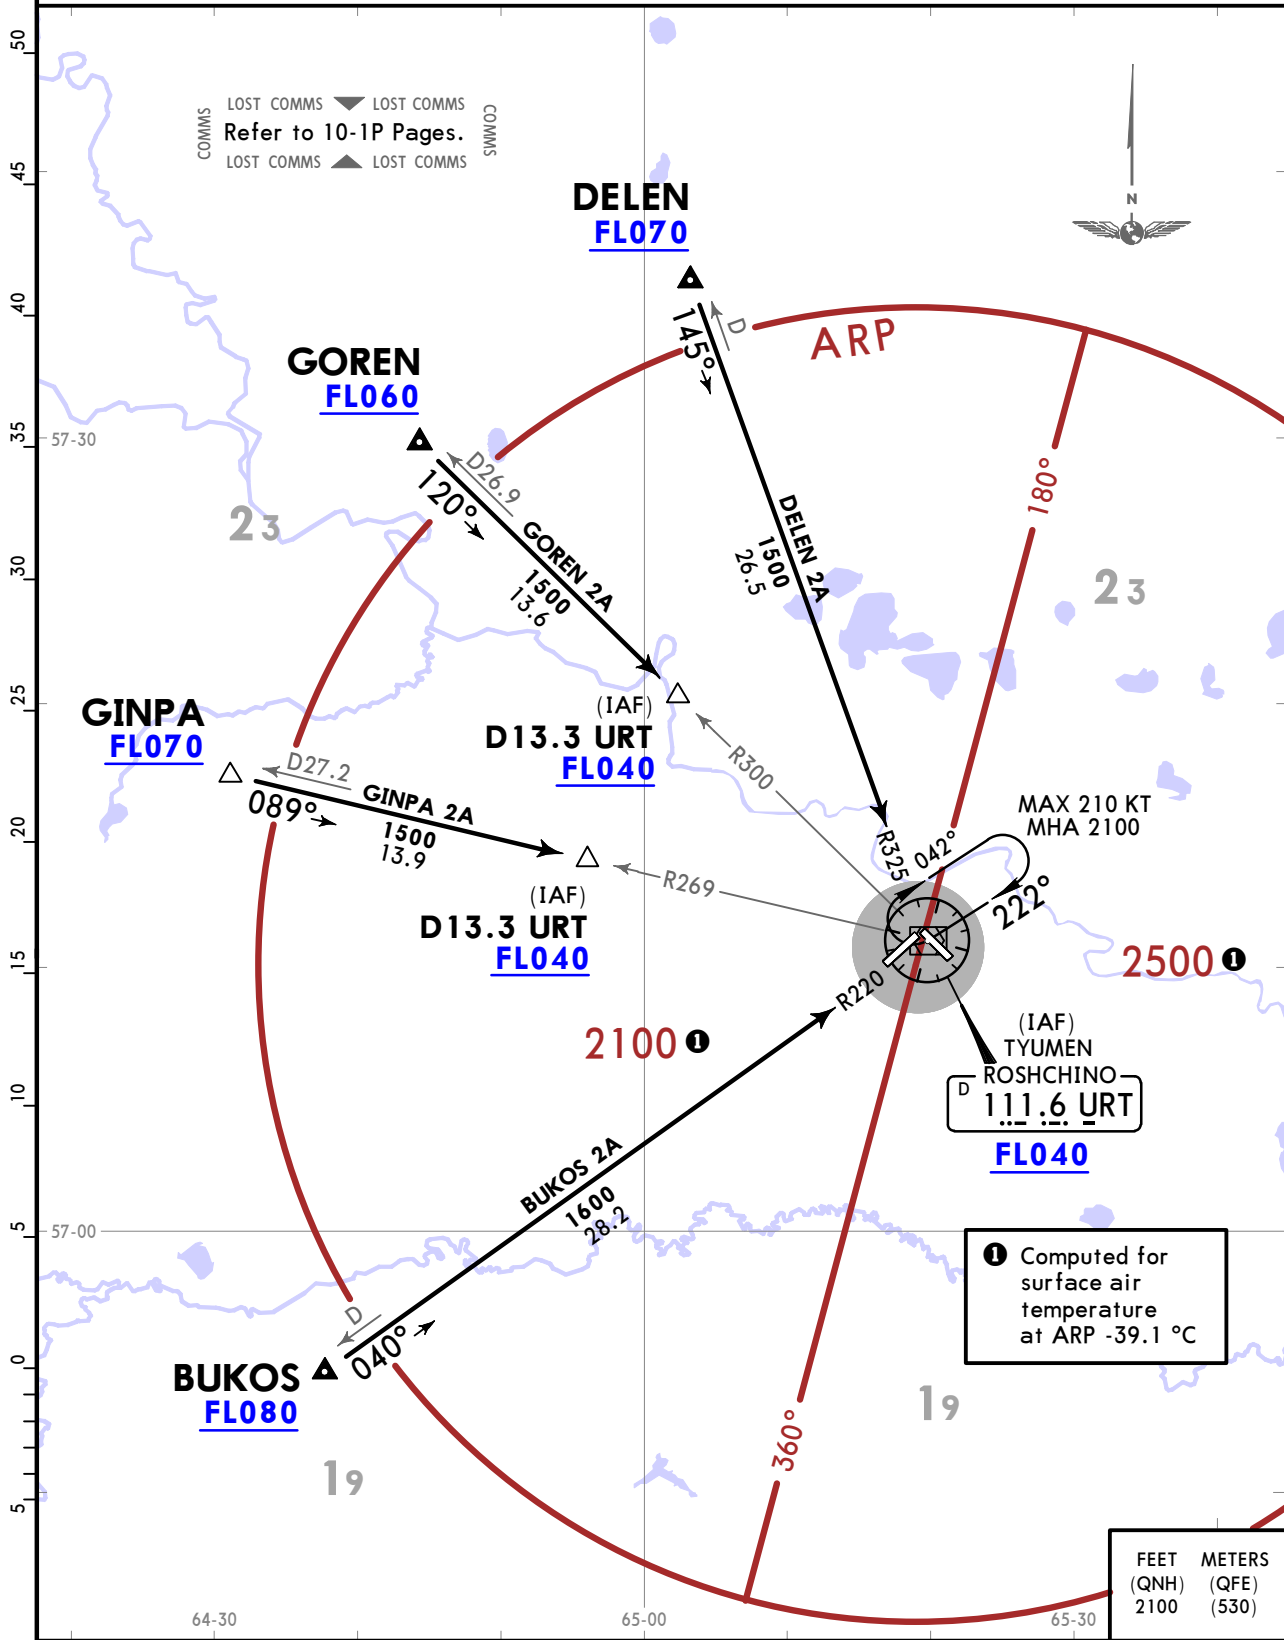 50
45
40
35
30
25
20
15
10
5
0
5
LOST COMMS LOST COMMS
COMMS
Refer to 10-1P Pages.
COMMS
LOST COMMS LOST COMMS
N
DELEN
FL070
145°
D
ARP
GOREN
FL060
57-30
D26.9
120°
GOREN 2A
1500
13.6
DELEN 2A
1500
26.5
180°
23
23
GINPA
FL070
D27.2
089°
GINPA 2A
1500
13.9
(IAF)
D13.3 URT
FL040
R300
(IAF)
D13.3 URT
FL040
R269
R325
042°
MAX 210 KT
MHA 2100
222°
R220
2500 1
2100 1
(IAF)
TYUMEN
ROSHCHINO
D 111.6 URT
FL040
BUKOS 2A
1600
28.2
57-00
D
040°
BUKOS
FL080
1 Computed for
surface air
temperature
at ARP -39.1 °C
19
19
360°
64-30
65-00
65-30
FEET METERS
(QNH) (QFE)
2100 (530)